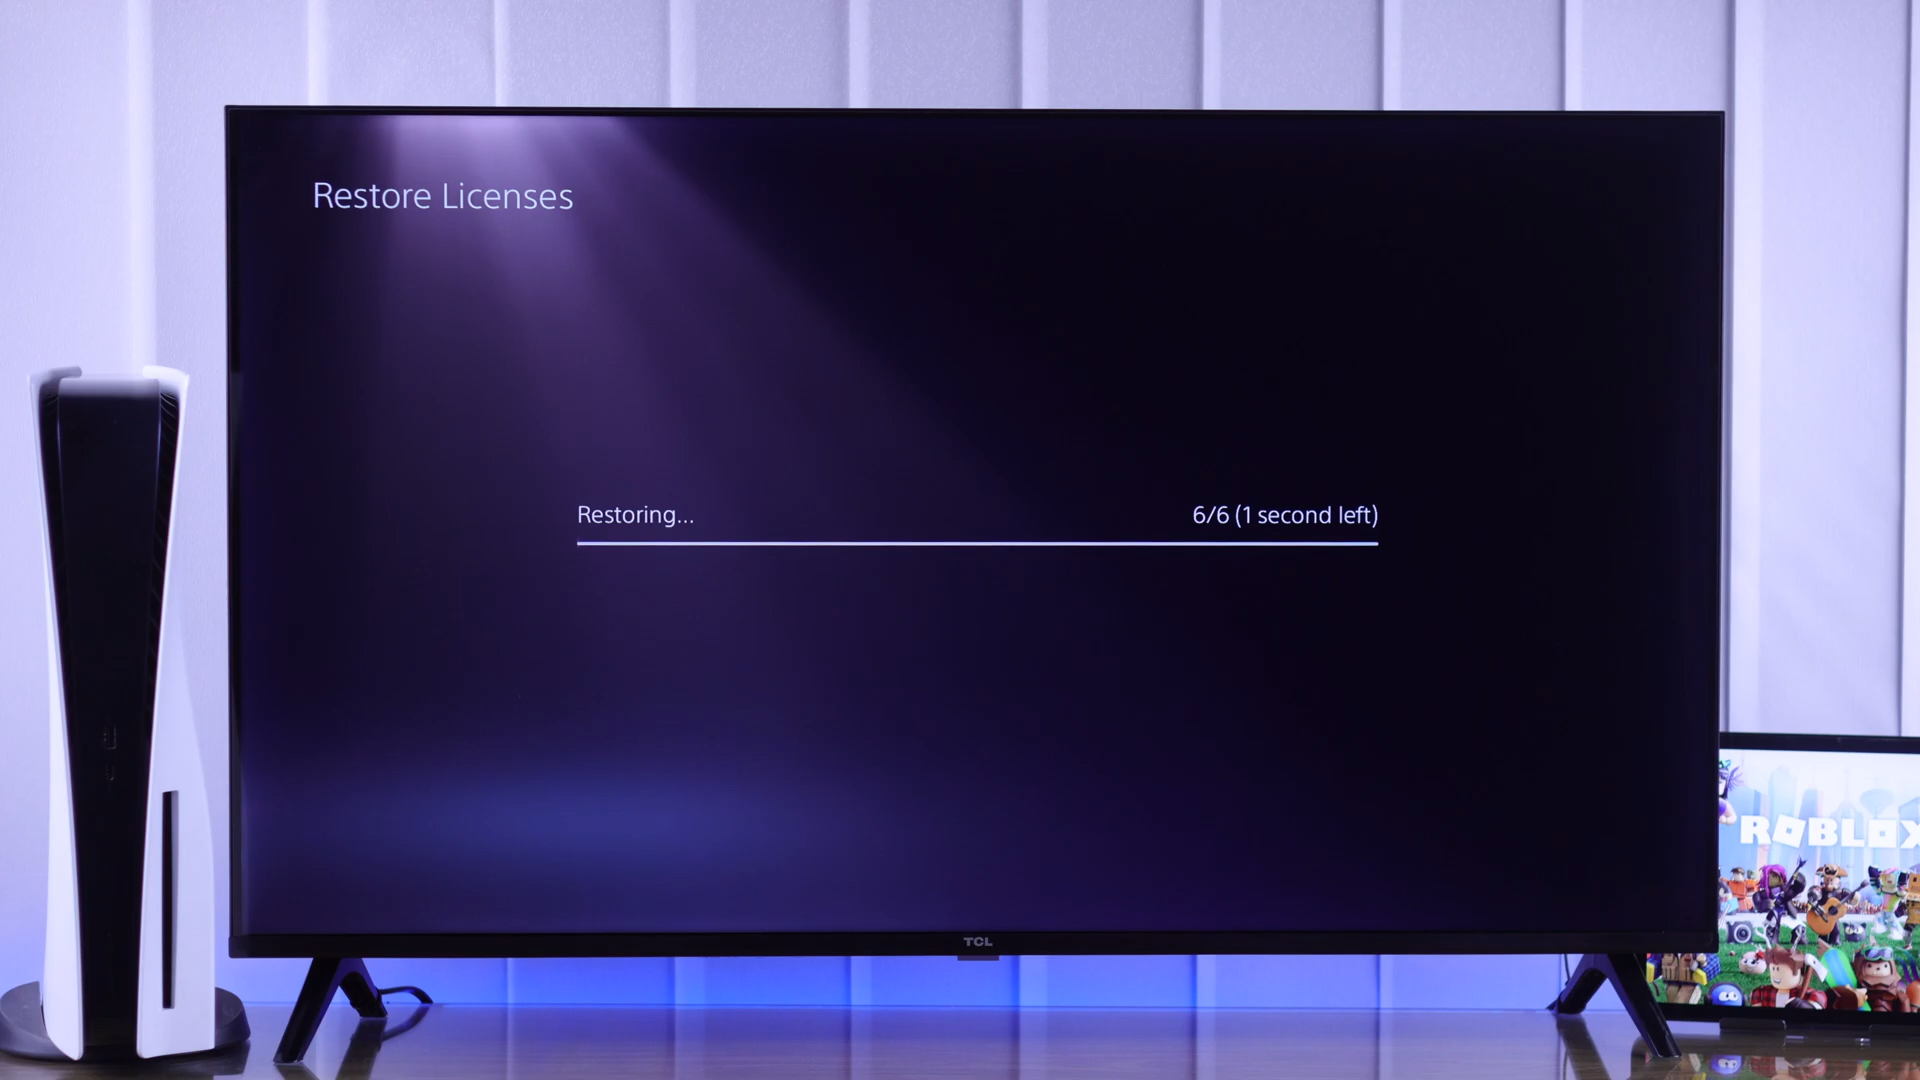 Restore Licenses
Restoring... 6/6 (1 second left)
TCL
ROBLOX